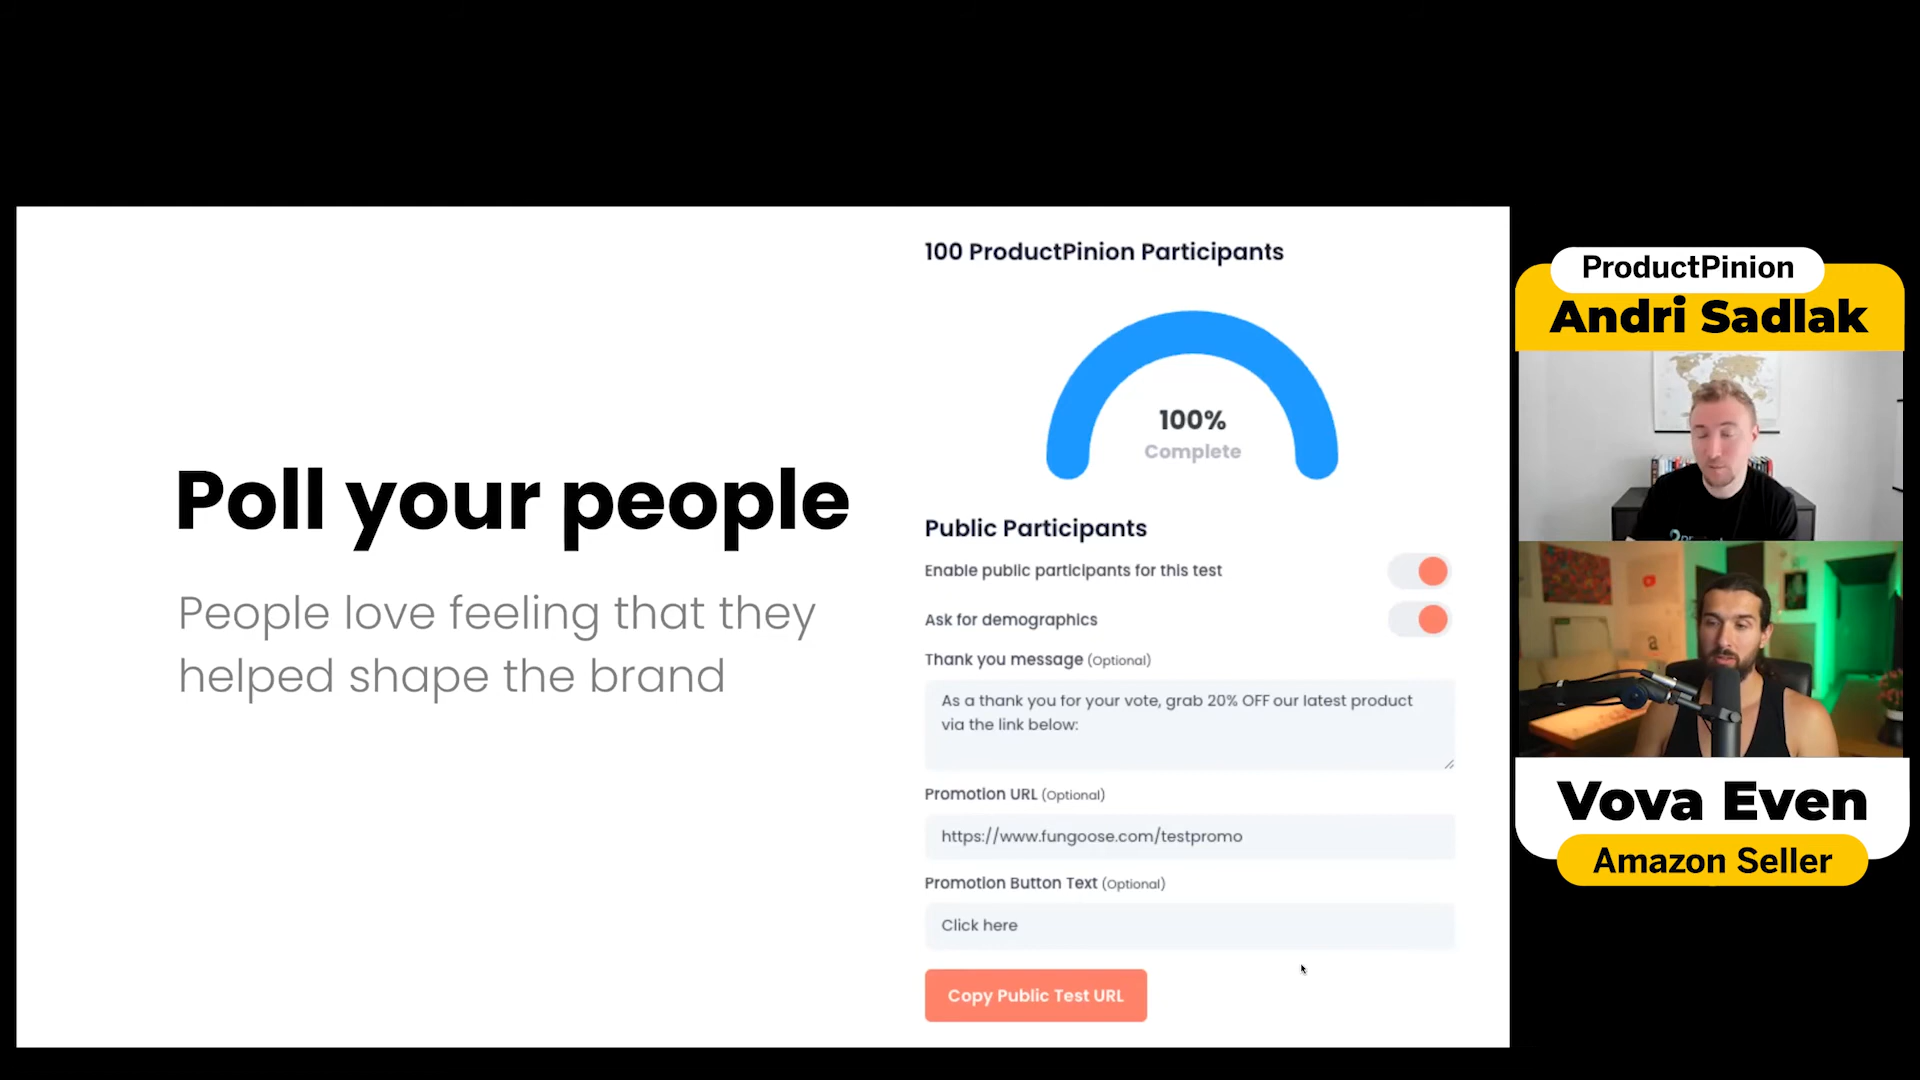 Poll your people
People love feeling that they
helped shape the brand
100 ProductPinion Participants
100%
Complete
Public Participants
Enable public participants for this test
Ask for demographics
Thank you message (Optional)
As a thank you for your vote, grab 20% OFF our latest product
via the link below:
Promotion URL (Optional)
https://www.fungoose.com/testpromo
Promotion Button Text (Optional)
Click here
Copy Public Test URL
ProductPinion
Andri Sadlak
Vova Even
Amazon Seller